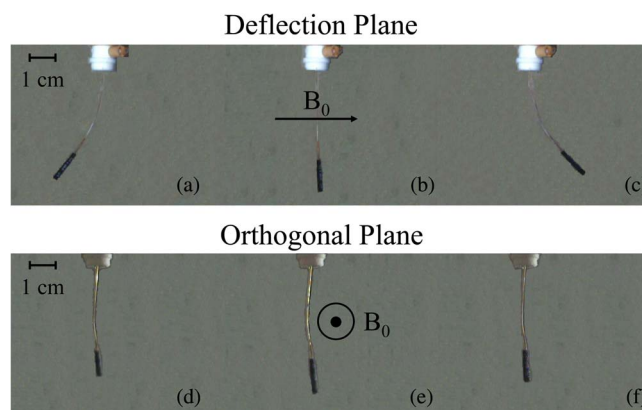 Deflection Plane
1 cm
B₀
(a)
(b)
(c)
Orthogonal Plane
1 cm
B₀
(d)
(e)
(f)